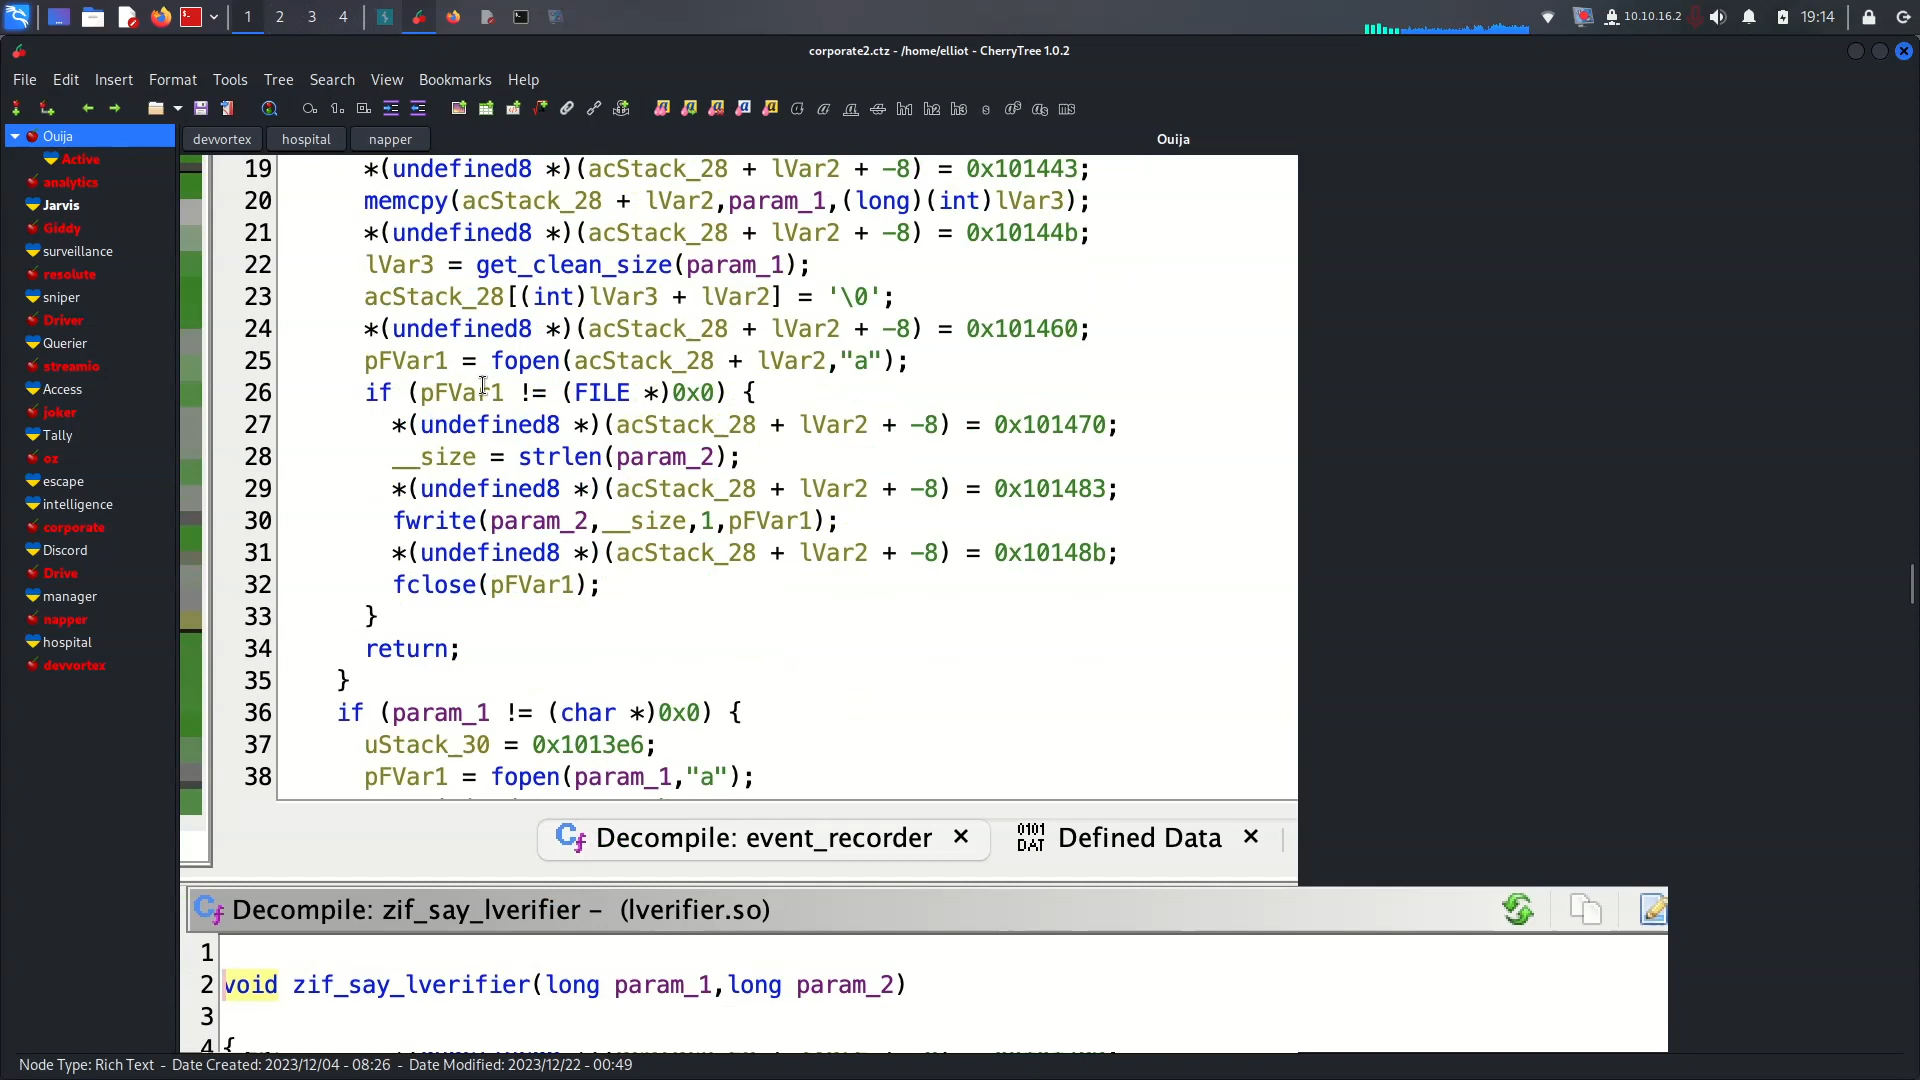 1 2 3 4
10.10.16.2
19:14
corporate2.ctz - /home/elliot - CherryTree 1.0.2
File Edit Insert Format Tools Tree Search View Bookmarks Help
Ouija
Active
analytics
Jarvis
Giddy
surveillance
resolute
sniper
Driver
Querier
streamio
Access
joker
Tally
oz
escape
intelligence
corporate
Discord
Drive
manager
napper
hospital
devvortex
devvortex hospital napper
Ouija
19 *(undefined8 *)(acStack_28 + lVar2 + -8) = 0x101443;
20 memcpy(acStack_28 + lVar2,param_1,(long)(int)lVar3);
21 *(undefined8 *)(acStack_28 + lVar2 + -8) = 0x10144b;
22 lVar3 = get_clean_size(param_1);
23 acStack_28[(int)lVar3 + lVar2] = '\0';
24 *(undefined8 *)(acStack_28 + lVar2 + -8) = 0x101460;
25 pFVar1 = fopen(acStack_28 + lVar2,"a");
26 if (pFVar1 != (FILE *)0x0) {
27 *(undefined8 *)(acStack_28 + lVar2 + -8) = 0x101470;
28 __size = strlen(param_2);
29 *(undefined8 *)(acStack_28 + lVar2 + -8) = 0x101483;
30 fwrite(param_2,__size,1,pFVar1);
31 *(undefined8 *)(acStack_28 + lVar2 + -8) = 0x10148b;
32 fclose(pFVar1);
33 }
34 return;
35 }
36 if (param_1 != (char *)0x0) {
37 uStack_30 = 0x1013e6;
38 pFVar1 = fopen(param_1,"a");
Decompile: event_recorder × 0101 DAT Defined Data ×
Decompile: zif_say_lverifier – (lverifier.so)
1
2 void zif_say_lverifier(long param_1,long param_2)
3
4 {
Node Type: Rich Text - Date Created: 2023/12/04 - 08:26 - Date Modified: 2023/12/22 - 00:49